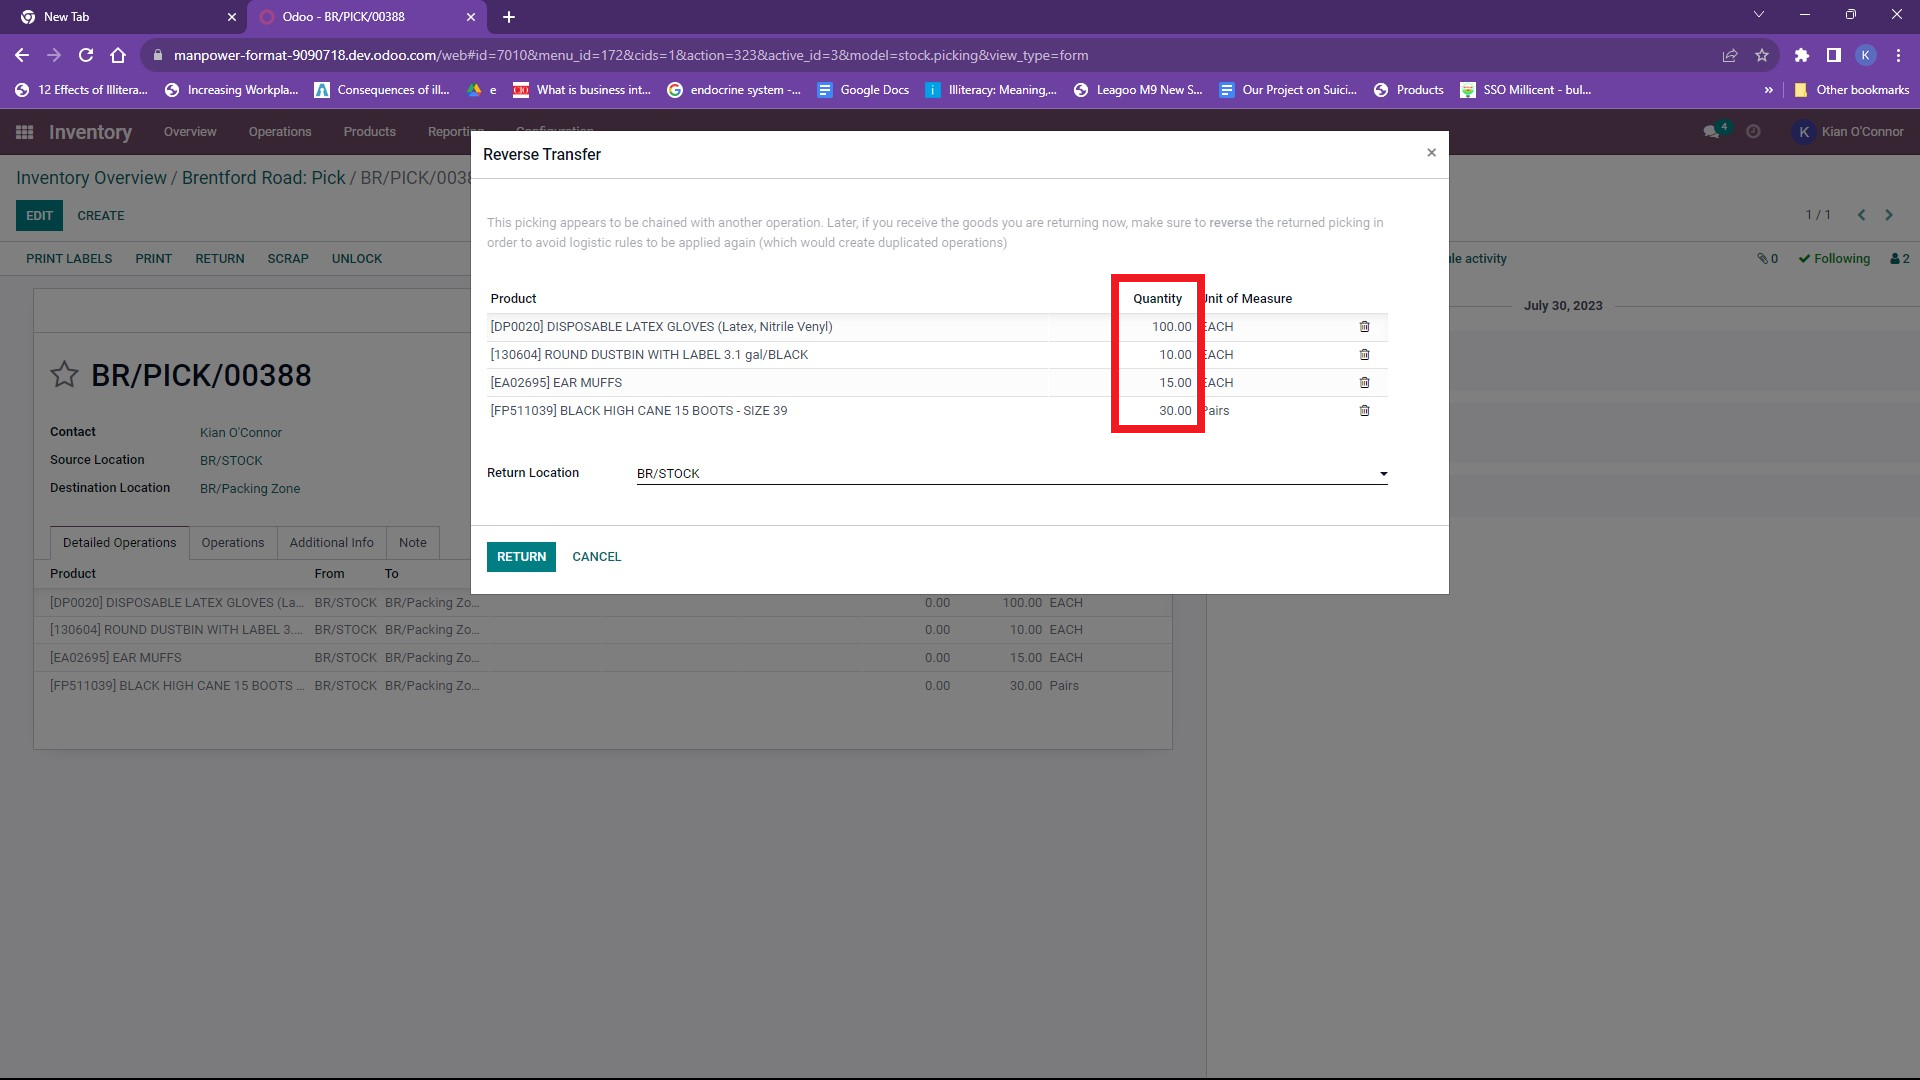 New Tab
Odoo - BR/PICK/00388
manpower-format-9090718.dev.odoo.com/web#id=7010&menu_id=172&cids=1&action=323&active_id=3&model=stock.picking&view_type=form
K
12 Effects of Illitera...
Increasing Workpla...
Consequences of ill...
e
What is business int...
endocrine system -...
Google Docs
Illiteracy: Meaning,...
Leagoo M9 New S...
Our Project on Suici...
Products
SSO Millicent - bul...
»
Other bookmarks
Inventory
Overview
Operations
Products
Reporting
Configuration
4
K
Kian O'Connor
Inventory Overview / Brentford Road: Pick / BR/PICK/0038
EDIT
CREATE
1 / 1
PRINT LABELS
PRINT
RETURN
SCRAP
UNLOCK
le activity
0
Following
2
July 30, 2023
BR/PICK/00388
Contact
Kian O'Connor
Source Location
BR/STOCK
Destination Location
BR/Packing Zone
Detailed Operations
Operations
Additional Info
Note
Product From To
[DP0020] DISPOSABLE LATEX GLOVES (La... BR/STOCK BR/Packing Zo... 0.00 100.00 EACH
[130604] ROUND DUSTBIN WITH LABEL 3.... BR/STOCK BR/Packing Zo... 0.00 10.00 EACH
[EA02695] EAR MUFFS BR/STOCK BR/Packing Zo... 0.00 15.00 EACH
[FP511039] BLACK HIGH CANE 15 BOOTS ... BR/STOCK BR/Packing Zo... 0.00 30.00 Pairs
Reverse Transfer
×
This picking appears to be chained with another operation. Later, if you receive the goods you are returning now, make sure to reverse the returned picking in
order to avoid logistic rules to be applied again (which would create duplicated operations)
Product Quantity Unit of Measure
[DP0020] DISPOSABLE LATEX GLOVES (Latex, Nitrile Venyl) 100.00 EACH
[130604] ROUND DUSTBIN WITH LABEL 3.1 gal/BLACK 10.00 EACH
[EA02695] EAR MUFFS 15.00 EACH
[FP511039] BLACK HIGH CANE 15 BOOTS - SIZE 39 30.00 Pairs
Return Location BR/STOCK
RETURN
CANCEL